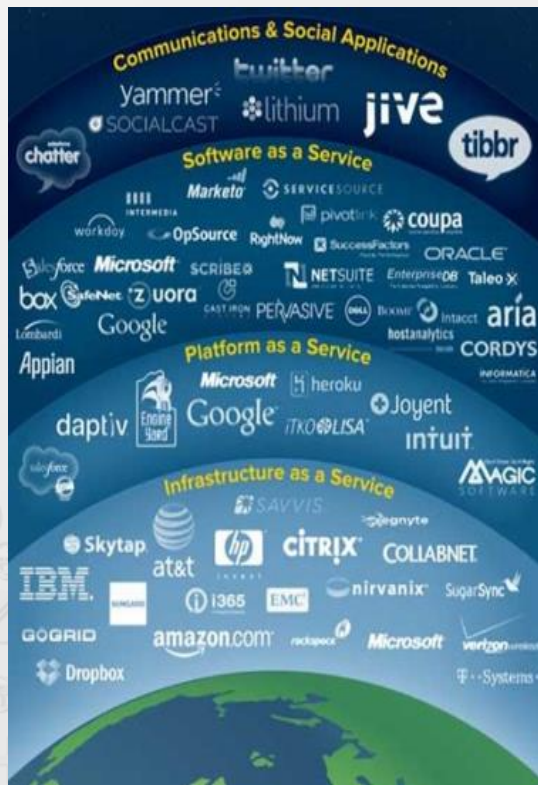 Communications & Social Applications
twitter
yammer
SOCIALCAST
lithium
jive
chatter
tibbr
Software as a Service
Marketo
SERVICESOURCE
INTERMEDIA
workday
OpSource
RightNow
pivotlink
coupa
SuccessFactors
ORACLE
salesforce
Microsoft
SCRIBE
NETSUITE
EnterpriseDB
Taleo
box
SafeNet
zuora
CAST IRON
PERVASIVE
DELL
BOOMI
Intacct
aria
Lombardi
Google
hostanalytics
CORDYS
Appian
INFORMATICA
Platform as a Service
Microsoft
heroku
daptiv
Engine
Yard
Google
iTKO LISA
Joyent
intuit
salesforce
MAGIC
SOFTWARE
Infrastructure as a Service
SAVVIS
egnyte
Skytap
at&t
hp
invent
CITRIX
COLLABNET
IBM
SUNGARD
i365
EMC
nirvanix
SugarSync
GOGRID
amazon.com
rackspace
Microsoft
verizonwireless
Dropbox
T··Systems·